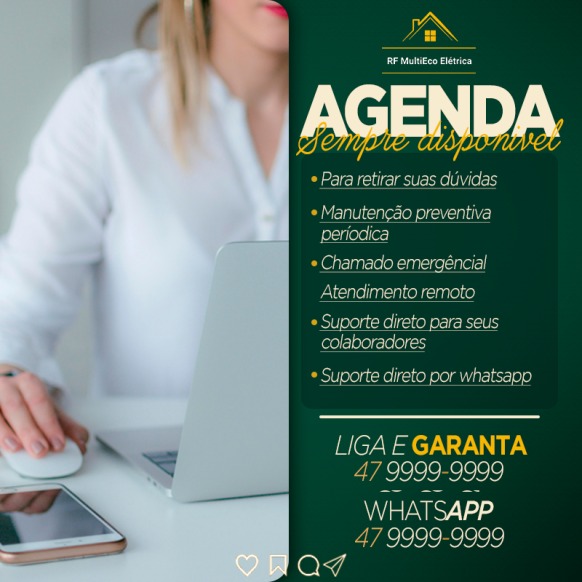 RF MultiEco Elétrica
AGENDA
Sempre disponível
• Para retirar suas dúvidas
• Manutenção preventiva
períodica
• Chamado emergêncial
Atendimento remoto
• Suporte direto para seus
colaboradores
• Suporte direto por whatsapp
LIGA E GARANTA
47 9999-9999
WHATSAPP
47 9999-9999